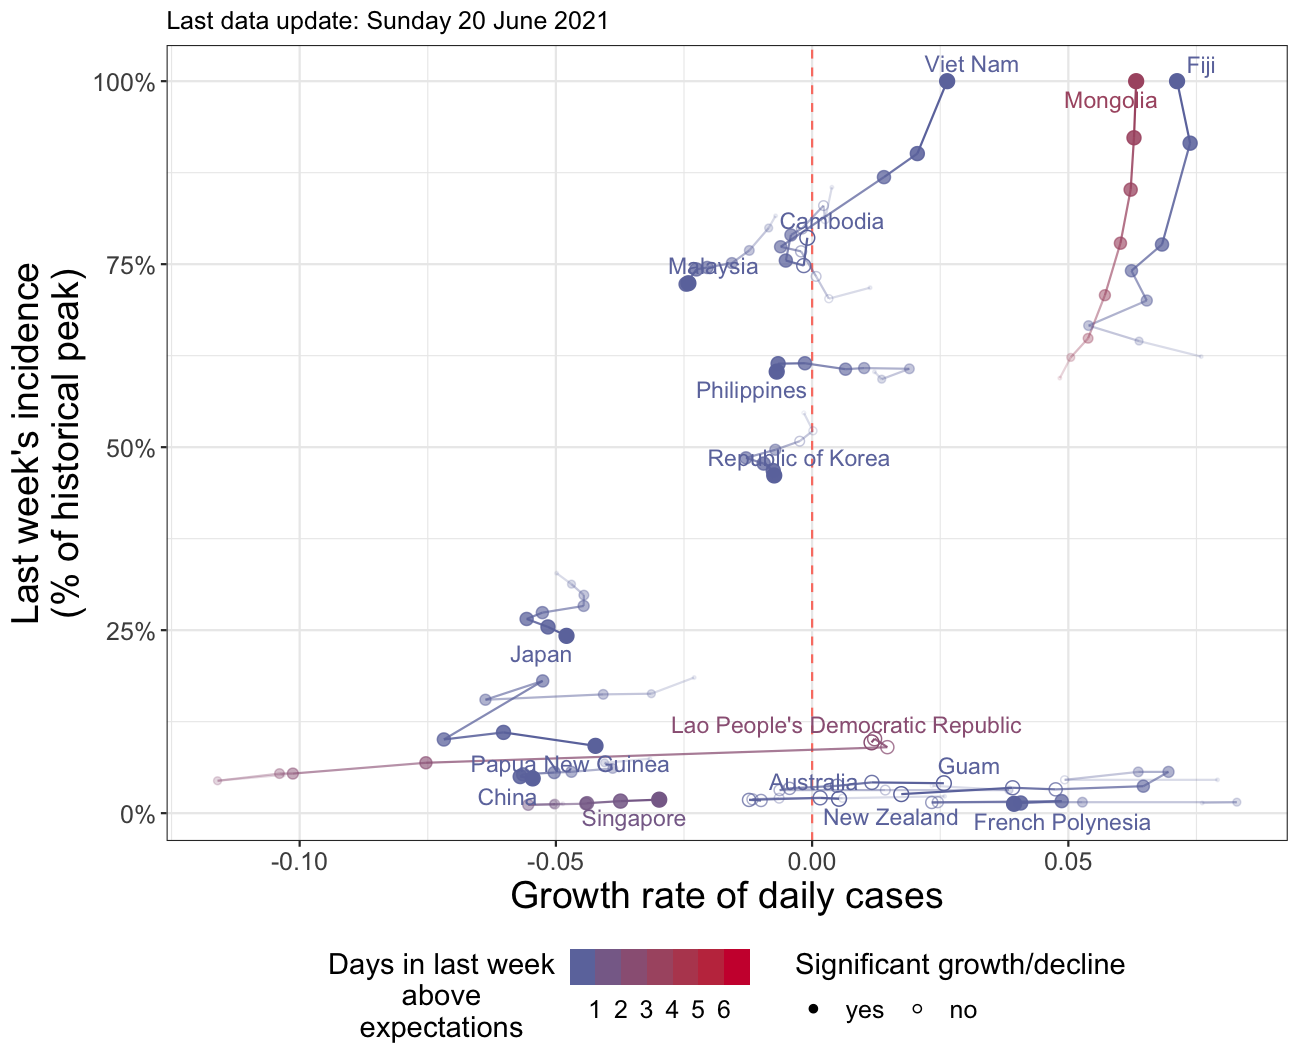 Last data update: Sunday 20 June 2021
Last week's incidence
(% of historical peak)
100%
75%
50%
25%
0%
Viet Nam
Fiji
Mongolia
Cambodia
Malaysia
Philippines
Republic of Korea
Japan
Lao People's Democratic Republic
Papua New Guinea
Guam
Australia
China
Singapore
New Zealand
French Polynesia
-0.10
-0.05
0.00
0.05
Growth rate of daily cases
Days in last week
above
expectations
1 2 3 4 5 6
Significant growth/decline
yes
no